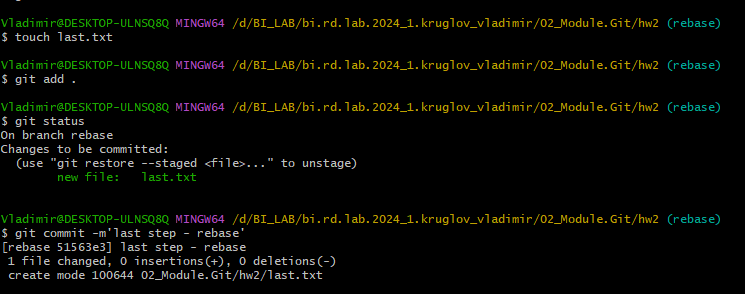 Vladimir@DESKTOP-ULNSQ8Q MINGW64 /d/BI_LAB/bi.rd.lab.2024_1.kruglov_vladimir/02_Module.Git/hw2 (rebase)
$ touch last.txt
Vladimir@DESKTOP-ULNSQ8Q MINGW64 /d/BI_LAB/bi.rd.lab.2024_1.kruglov_vladimir/02_Module.Git/hw2 (rebase)
$ git add .
Vladimir@DESKTOP-ULNSQ8Q MINGW64 /d/BI_LAB/bi.rd.lab.2024_1.kruglov_vladimir/02_Module.Git/hw2 (rebase)
$ git status
On branch rebase
Changes to be committed:
  (use "git restore --staged <file>..." to unstage)
        new file:   last.txt
Vladimir@DESKTOP-ULNSQ8Q MINGW64 /d/BI_LAB/bi.rd.lab.2024_1.kruglov_vladimir/02_Module.Git/hw2 (rebase)
$ git commit -m'last step - rebase'
[rebase 51563e3] last step - rebase
 1 file changed, 0 insertions(+), 0 deletions(-)
 create mode 100644 02_Module.Git/hw2/last.txt